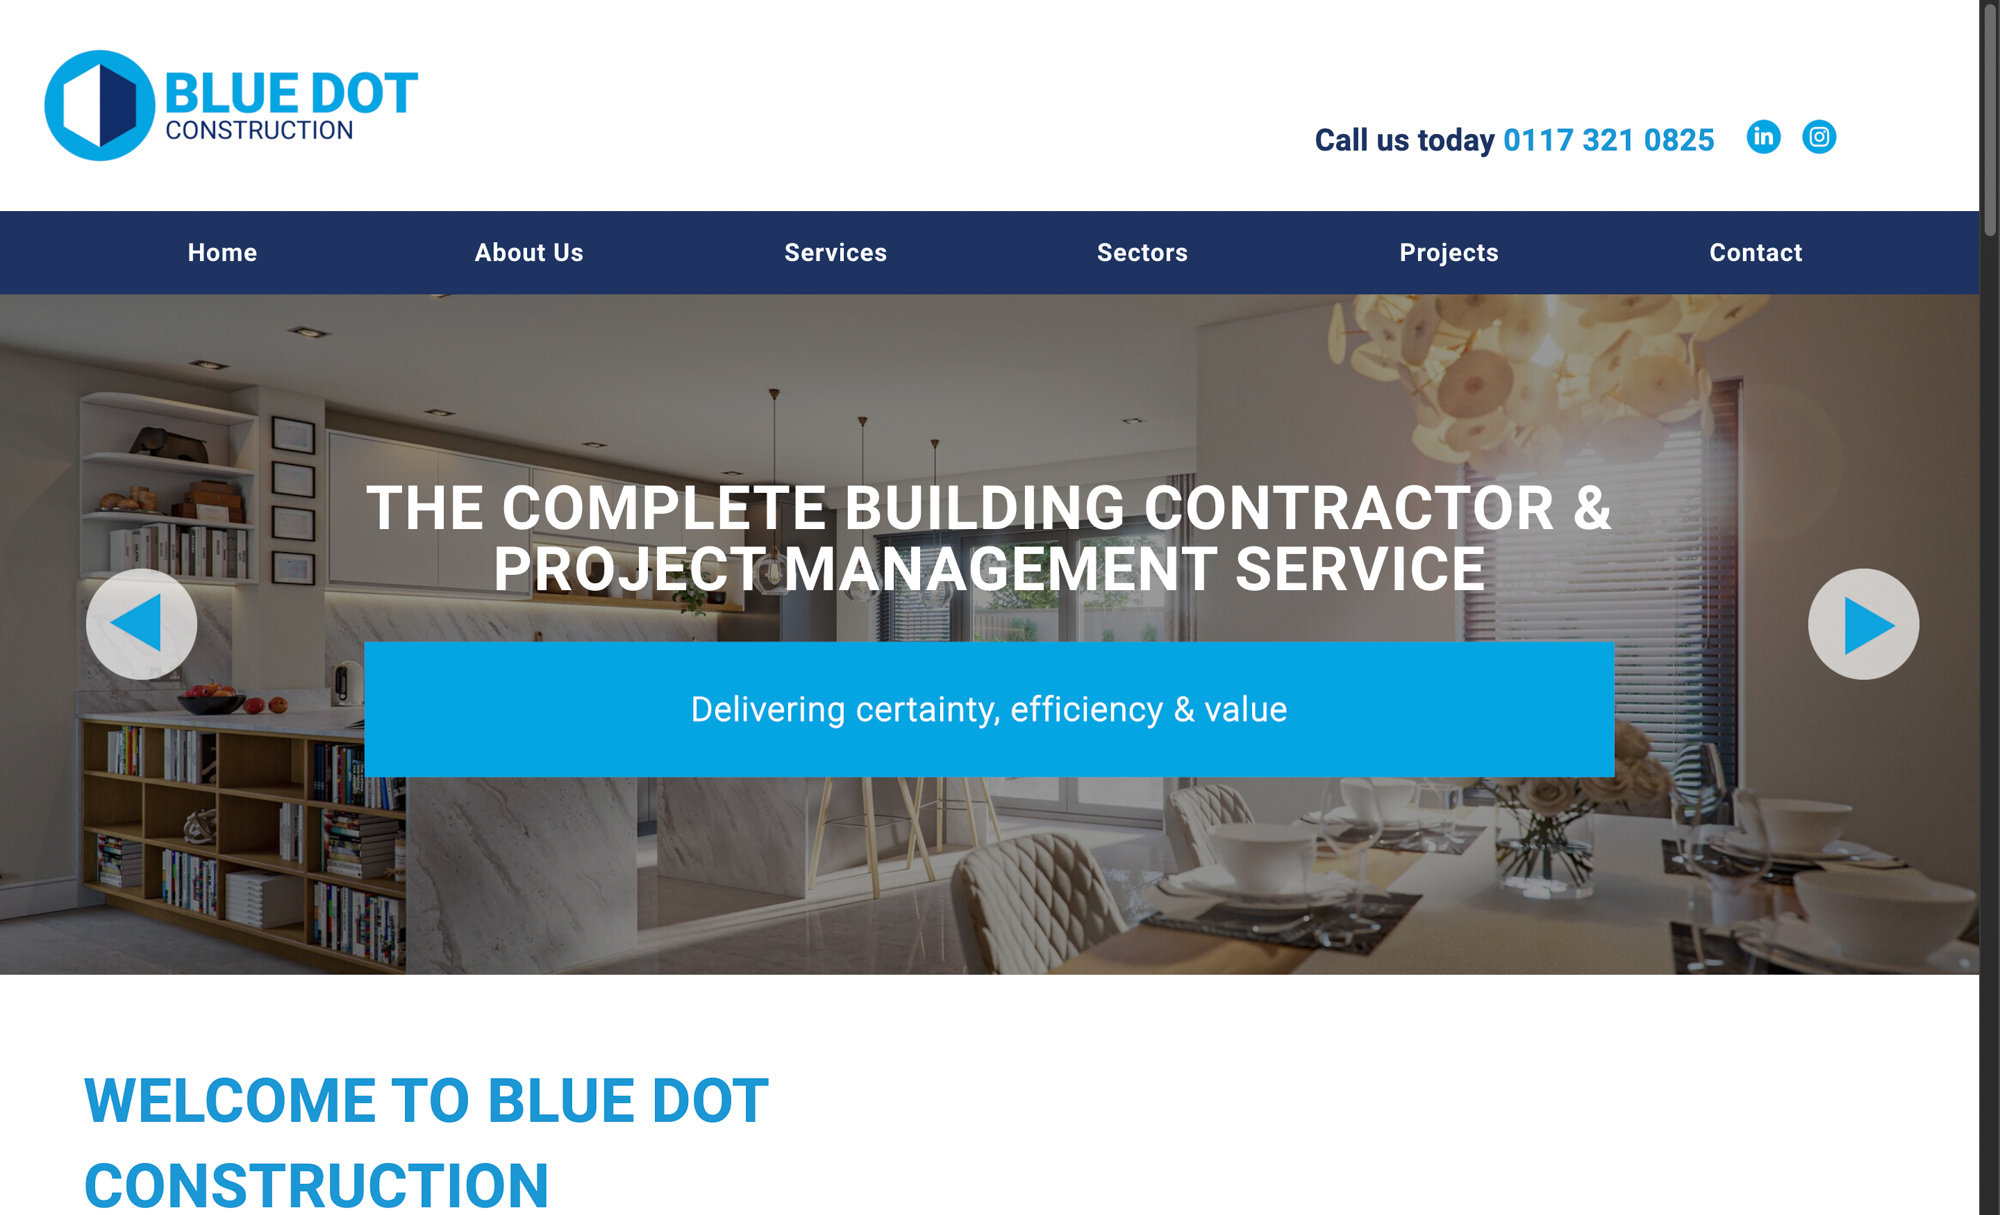 BLUE DOT
CONSTRUCTION
Call us today 0117 321 0825
Home About Us Services Sectors Projects Contact
THE COMPLETE BUILDING CONTRACTOR &
PROJECT MANAGEMENT SERVICE
Delivering certainty, efficiency & value
WELCOME TO BLUE DOT
CONSTRUCTION